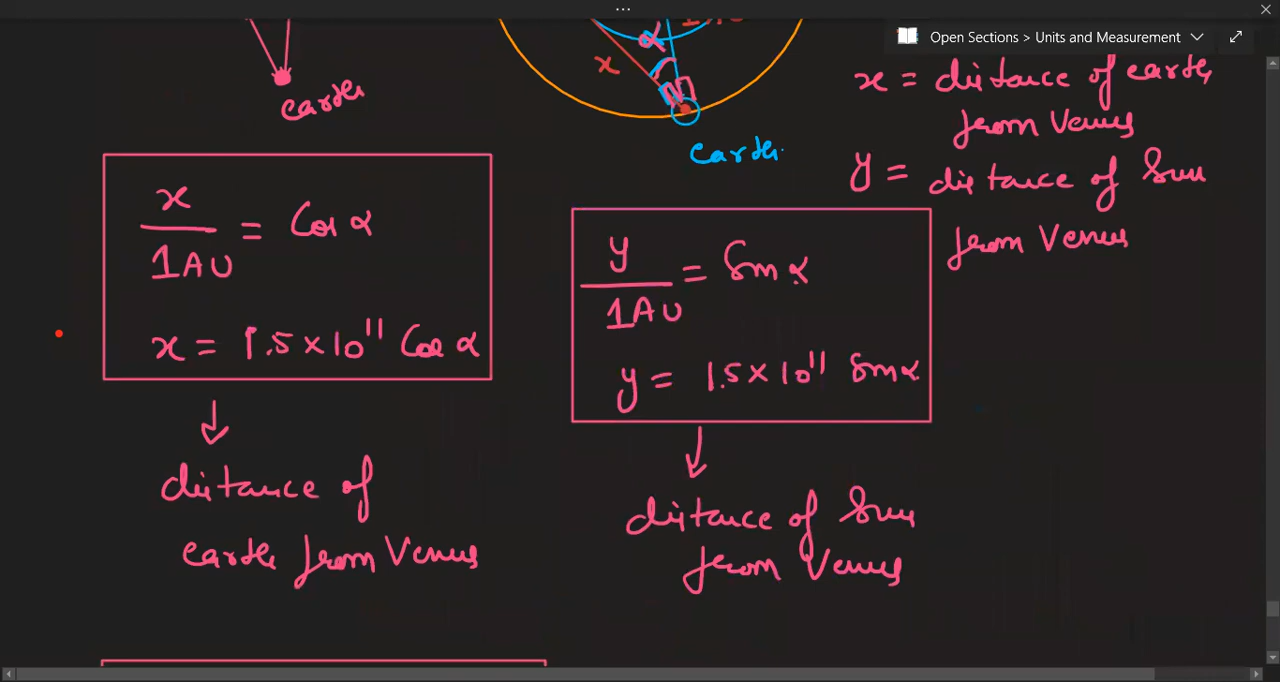 ...
Open Sections > Units and Measurement
1AU
α
x
earth
earth
x = distance of earth
from Venus
y = distance of Sun
from Venus
x
1AU
= Cos α
x = 1.5 × 10¹¹ Cos α
y
1AU
= Sin α
y = 1.5 × 10¹¹ Sin α
distance of
earth from Venus
distance of Sun
from Venus